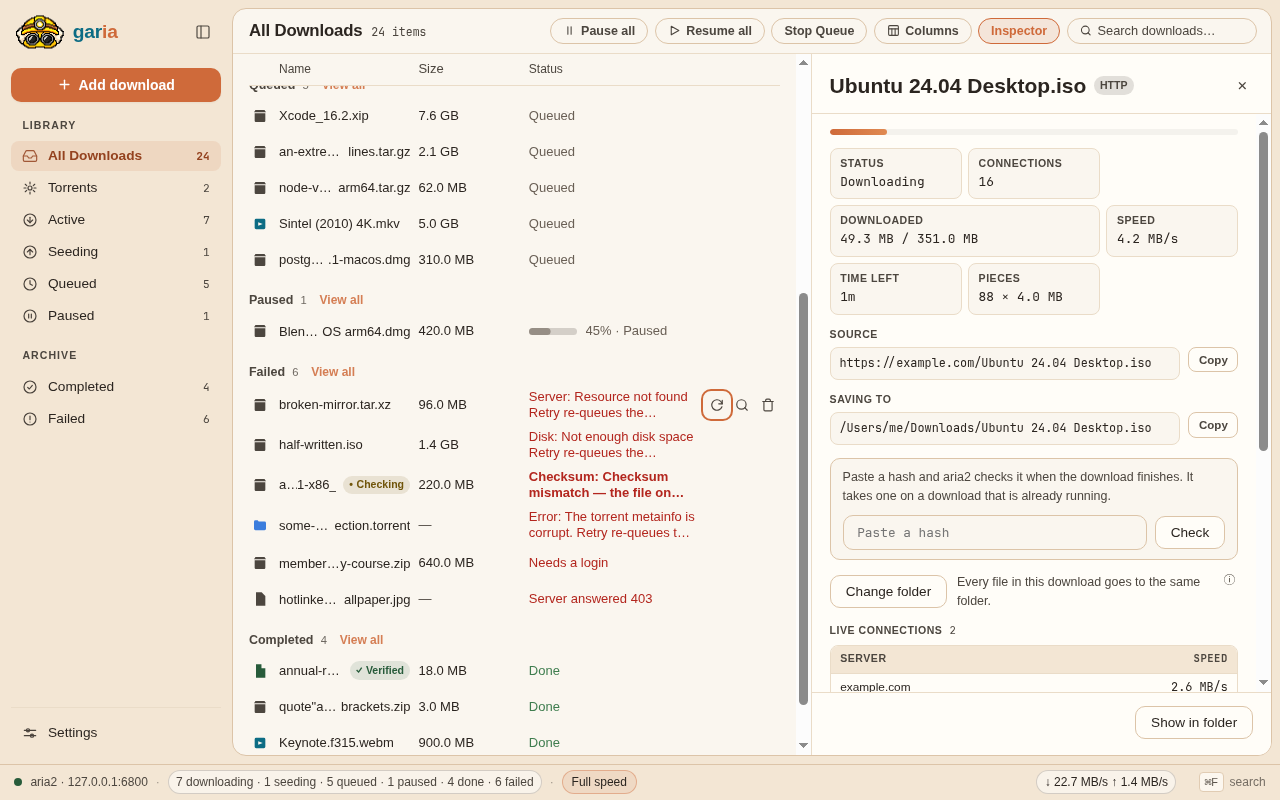 garia
Add download
LIBRARY
All Downloads 24
Torrents 2
Active 7
Seeding 1
Queued 5
Paused 1
ARCHIVE
Completed 4
Failed 6
Settings
All Downloads 24 items
Pause all
Resume all
Stop Queue
Columns
Inspector
Search downloads…
Name Size Status
Queued 5 View all
Xcode_16.2.zip 7.6 GB Queued
an-extre… lines.tar.gz 2.1 GB Queued
node-v… arm64.tar.gz 62.0 MB Queued
Sintel (2010) 4K.mkv 5.0 GB Queued
postg… .1-macos.dmg 310.0 MB Queued
Paused 1 View all
Blen… OS arm64.dmg 420.0 MB 45% · Paused
Failed 6 View all
broken-mirror.tar.xz 96.0 MB Server: Resource not found
Retry re-queues the…
half-written.iso 1.4 GB Disk: Not enough disk space
Retry re-queues the…
a…1-x86_ • Checking 220.0 MB Checksum: Checksum
mismatch — the file on…
some-… ection.torrent — Error: The torrent metainfo is
corrupt. Retry re-queues t…
member…y-course.zip 640.0 MB Needs a login
hotlinke… allpaper.jpg — Server answered 403
Completed 4 View all
annual-r… Verified 18.0 MB Done
quote"a… brackets.zip 3.0 MB Done
Keynote.f315.webm 900.0 MB Done
Ubuntu 24.04 Desktop.iso HTTP
STATUS
Downloading
CONNECTIONS
16
DOWNLOADED
49.3 MB / 351.0 MB
SPEED
4.2 MB/s
TIME LEFT
1m
PIECES
88 × 4.0 MB
SOURCE
https://example.com/Ubuntu 24.04 Desktop.iso Copy
SAVING TO
/Users/me/Downloads/Ubuntu 24.04 Desktop.iso Copy
Paste a hash and aria2 checks it when the download finishes. It
takes one on a download that is already running.
Paste a hash Check
Change folder
Every file in this download goes to the same
folder.
LIVE CONNECTIONS 2
SERVER SPEED
example.com 2.6 MB/s
Show in folder
aria2 · 127.0.0.1:6800 · 7 downloading · 1 seeding · 5 queued · 1 paused · 4 done · 6 failed · Full speed
↓ 22.7 MB/s ↑ 1.4 MB/s
⌘F search